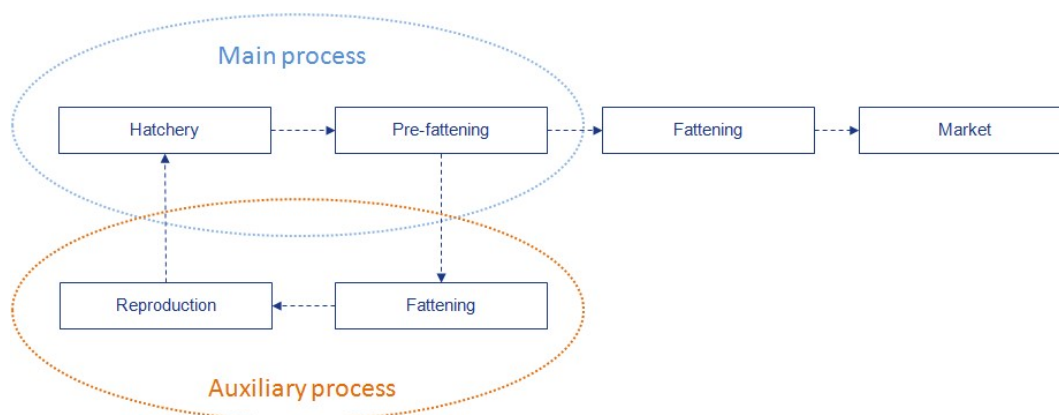 Main process
Hatchery
Pre-fattening
Fattening
Market
Reproduction
Fattening
Auxiliary process